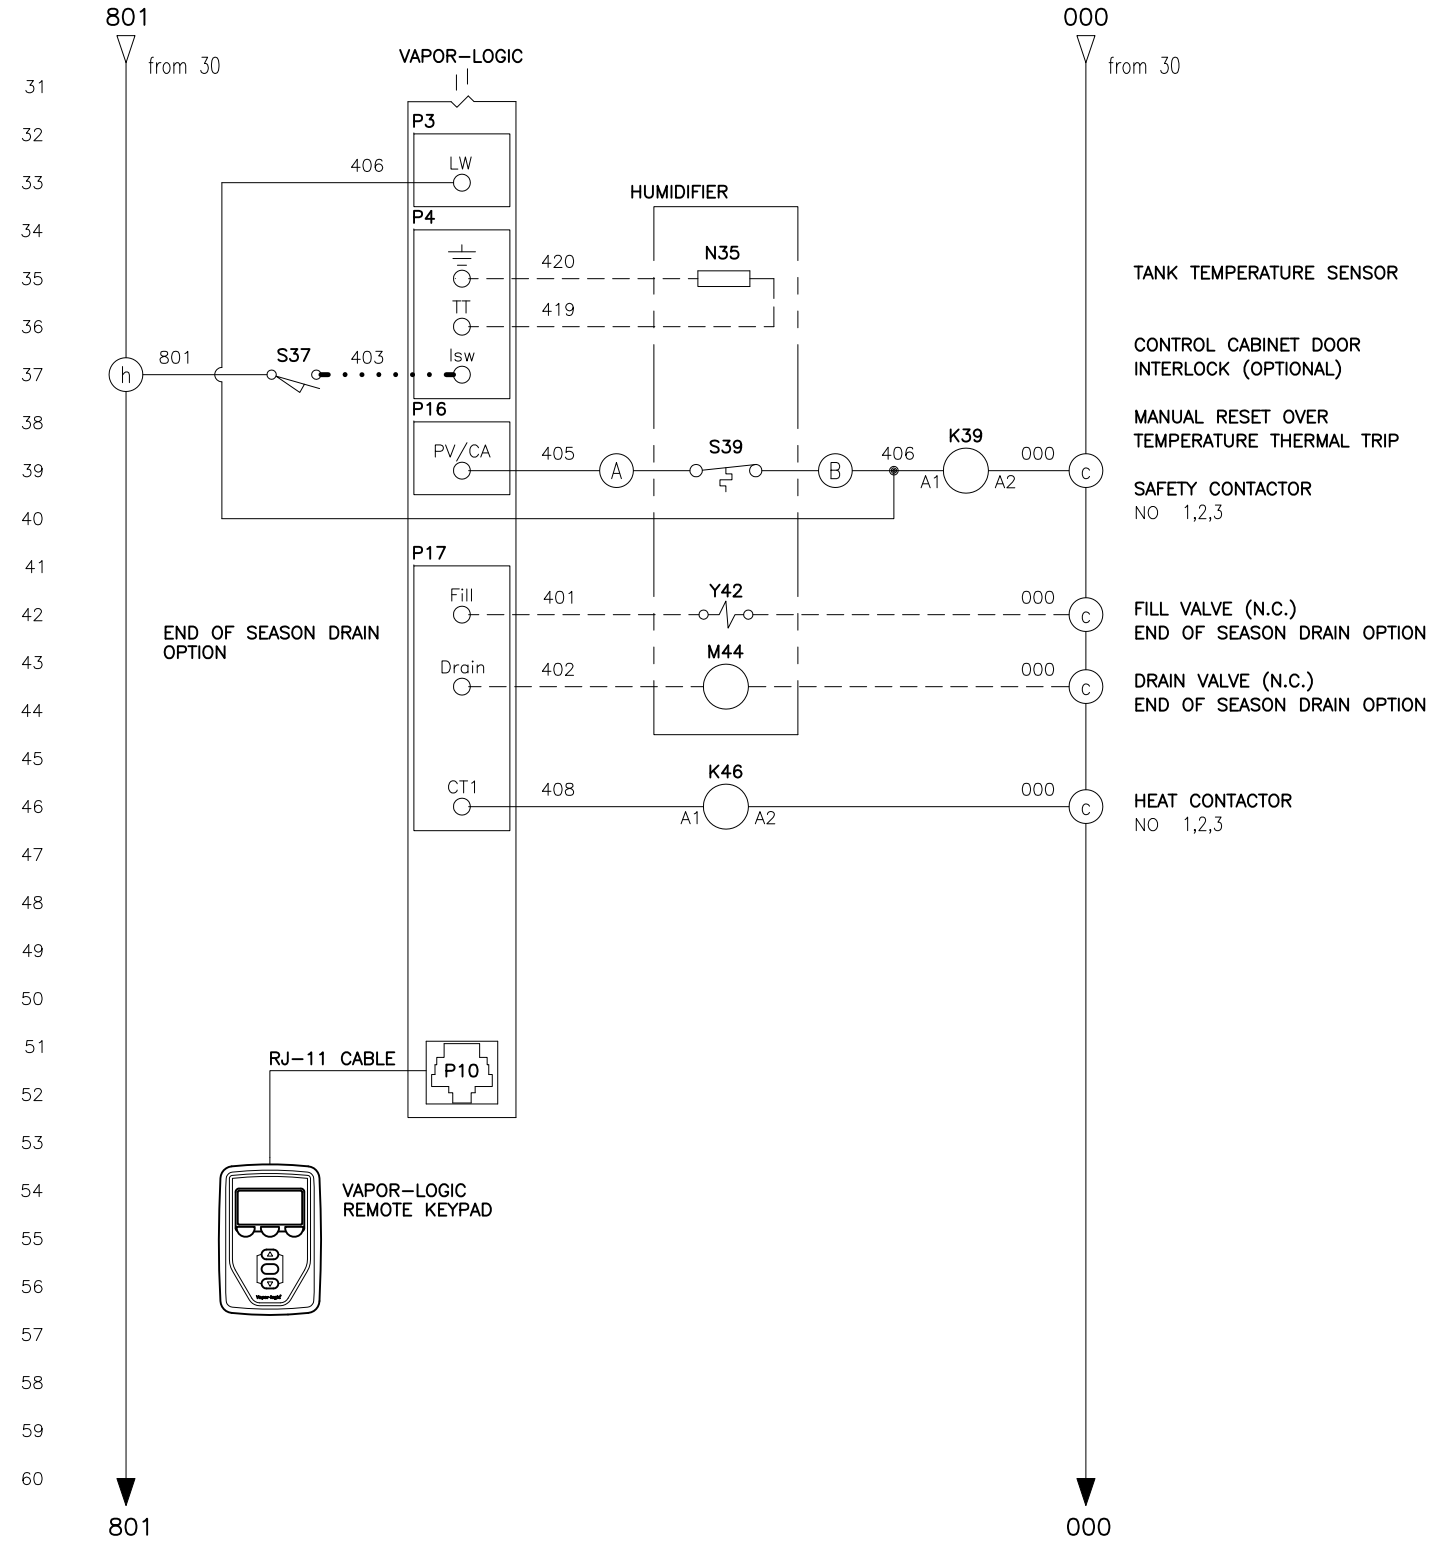 801
000
from 30
from 30
VAPOR-LOGIC
31
P3
32
406
LW
33
HUMIDIFIER
P4
34
N35
420
TANK TEMPERATURE SENSOR
35
TT
419
36
CONTROL CABINET DOOR
INTERLOCK (OPTIONAL)
801
S37
403
Isw
h
37
P16
MANUAL RESET OVER
TEMPERATURE THERMAL TRIP
38
K39
PV/CA
405
S39
406
000
39
A
B
A1
A2
c
SAFETY CONTACTOR
NO 1,2,3
40
P17
41
Fill
401
Y42
000
42
c
FILL VALVE (N.C.)
END OF SEASON DRAIN OPTION
END OF SEASON DRAIN
OPTION
43
Drain
402
M44
000
c
DRAIN VALVE (N.C.)
END OF SEASON DRAIN OPTION
44
45
K46
CT1
408
000
46
A1
A2
c
HEAT CONTACTOR
NO 1,2,3
47
48
49
50
51
RJ-11 CABLE
P10
52
53
54
VAPOR-LOGIC
REMOTE KEYPAD
55
56
Vapor-logic
57
58
59
60
801
000